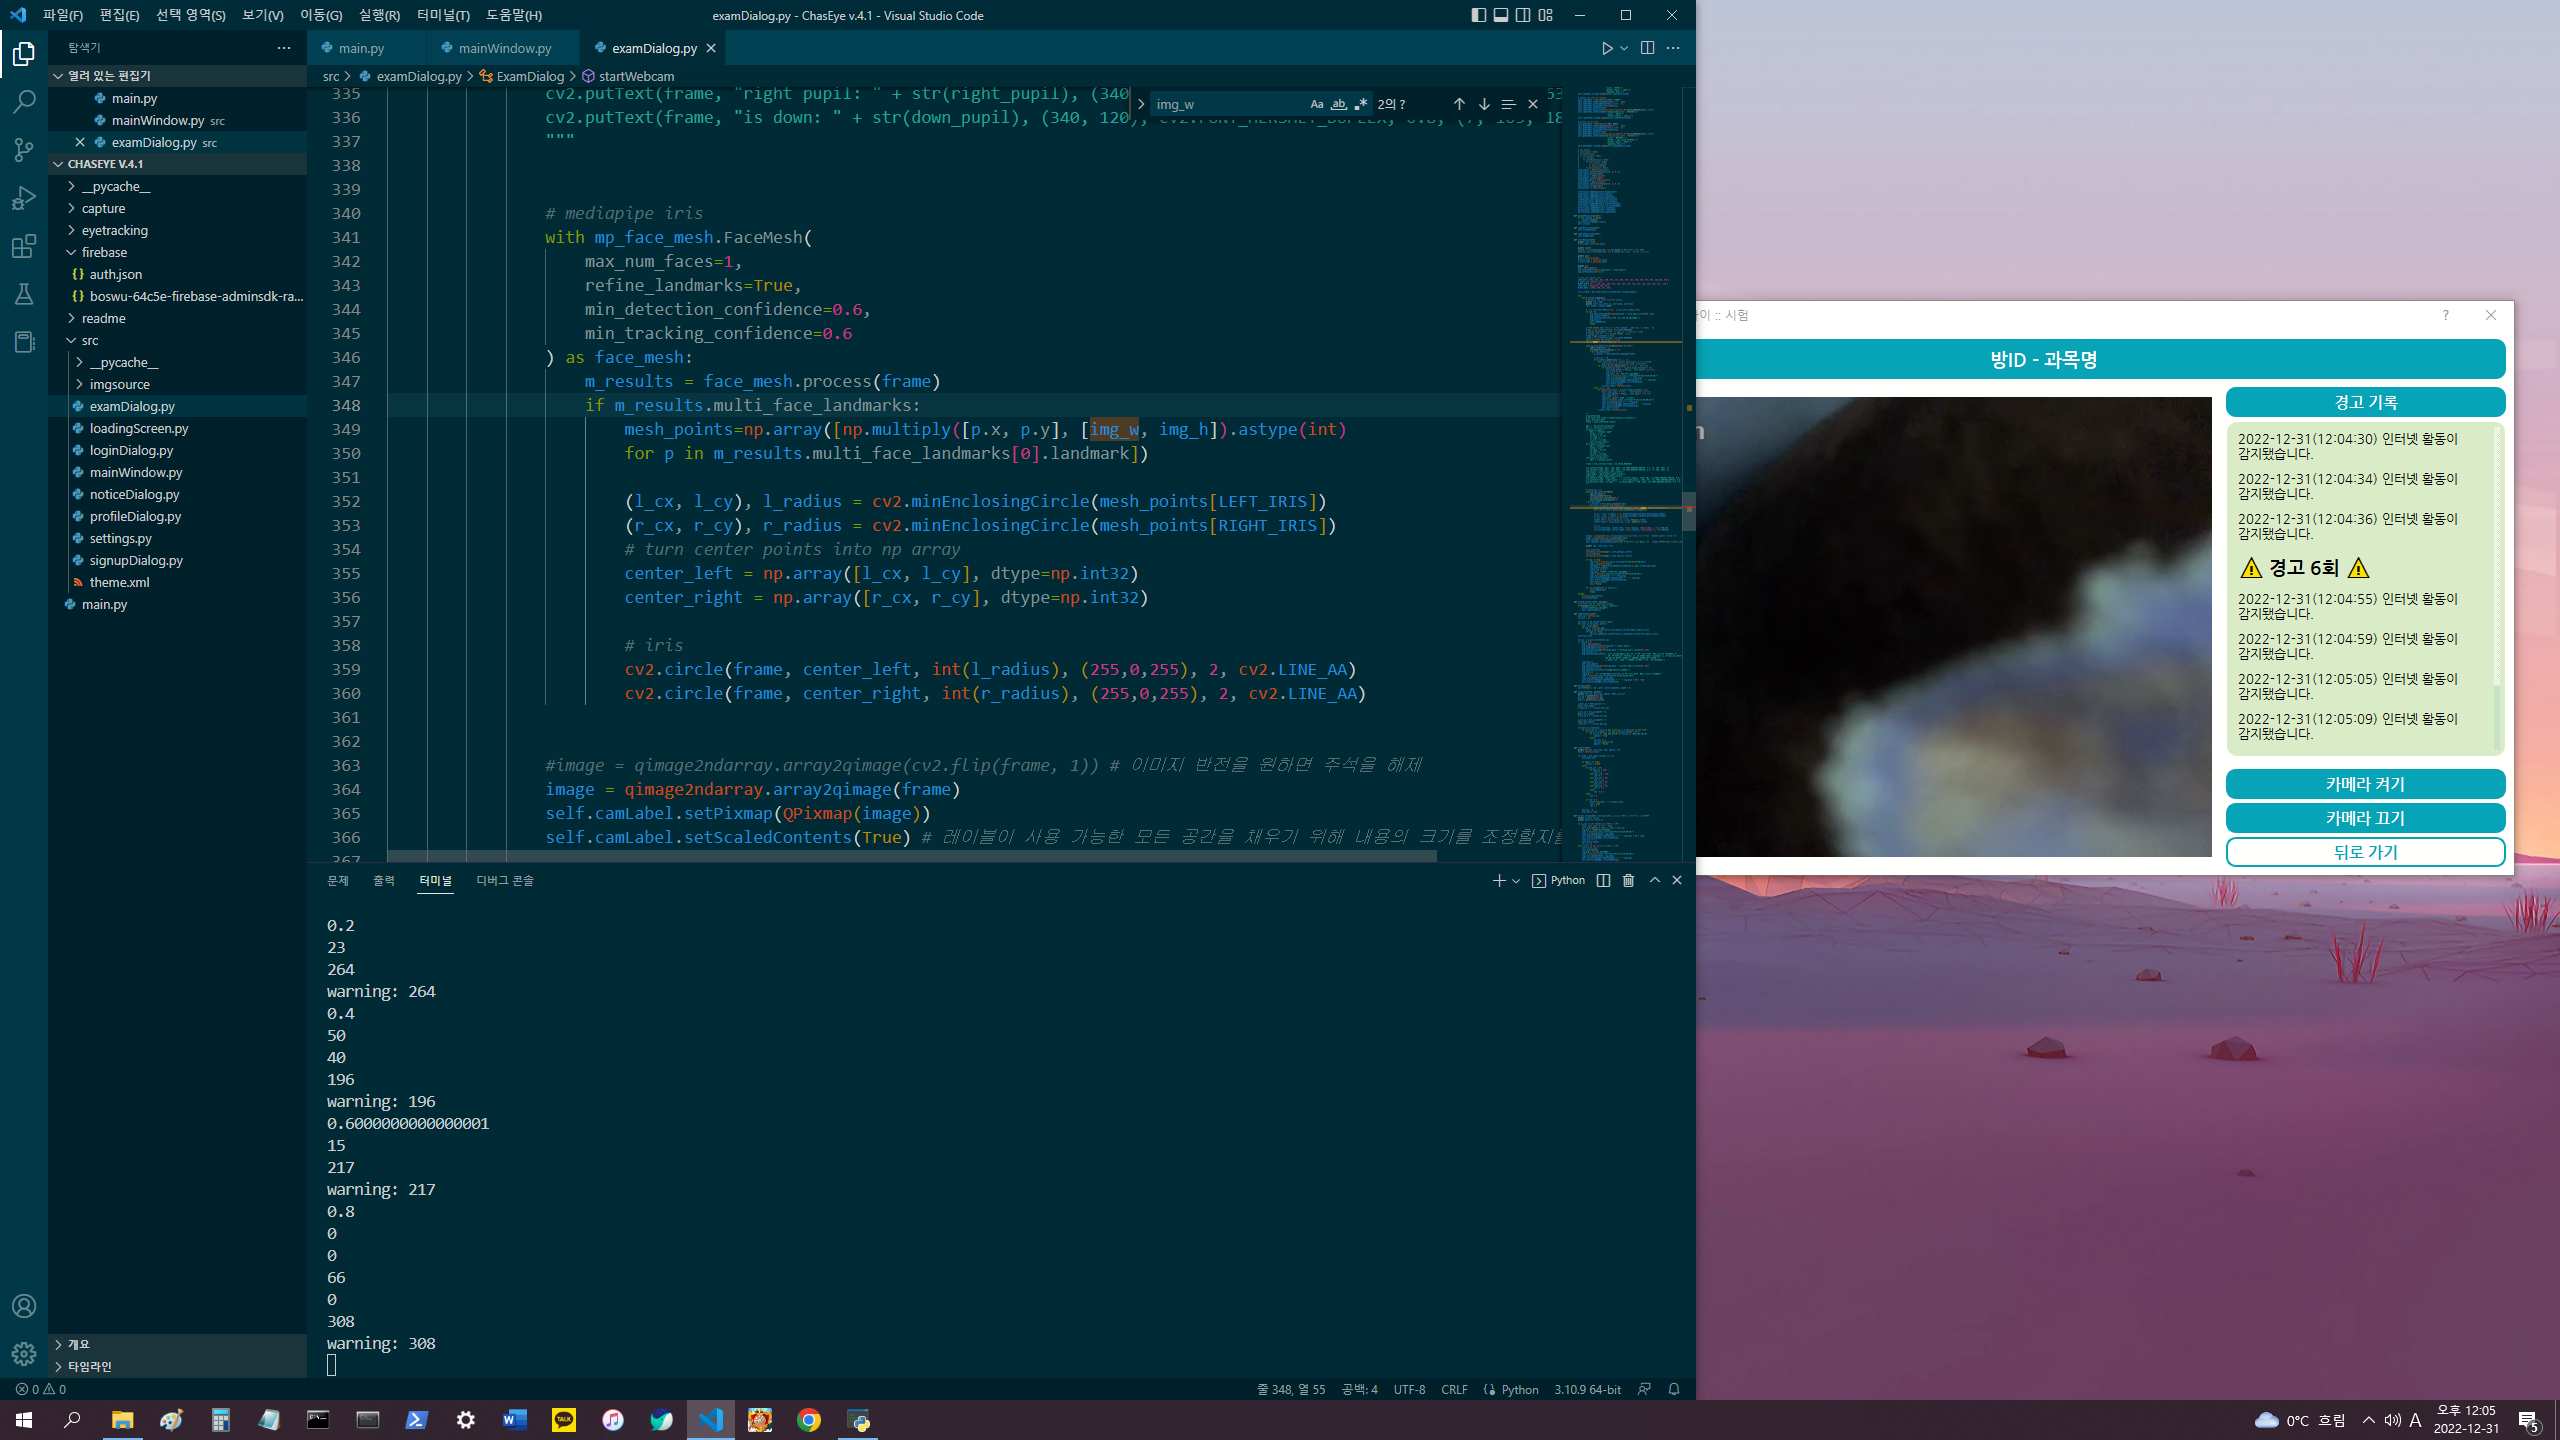 파일(F) 편집(E) 선택 영역(S) 보기(V) 이동(G) 실행(R) 터미널(T) 도움말(H)
examDialog.py - ChasEye v.4.1 - Visual Studio Code
탐색기
열려 있는 편집기
main.py
mainWindow.py src
examDialog.py src
CHASEYE V.4.1
__pycache__
capture
eyetracking
firebase
auth.json
boswu-64c5e-firebase-adminsdk-ra...
readme
src
__pycache__
imgsource
examDialog.py
loadingScreen.py
loginDialog.py
mainWindow.py
noticeDialog.py
profileDialog.py
settings.py
signupDialog.py
theme.xml
main.py
개요
타임라인
main.py mainWindow.py examDialog.py
src > examDialog.py > ExamDialog > startWebcam
img_w Aa ab 2의 ?
335 cv2.putText(frame, "right pupil: " + str(right_pupil), (340
336 cv2.putText(frame, "is down: " + str(down_pupil), (340, 120), cv2.FONT_HERSHEY_DUPLEX, 0.8, (7, 165, 18
337 """
338
339
340 # mediapipe iris
341 with mp_face_mesh.FaceMesh(
342 max_num_faces=1,
343 refine_landmarks=True,
344 min_detection_confidence=0.6,
345 min_tracking_confidence=0.6
346 ) as face_mesh:
347 m_results = face_mesh.process(frame)
348 if m_results.multi_face_landmarks:
349 mesh_points=np.array([np.multiply([p.x, p.y], [img_w, img_h]).astype(int)
350 for p in m_results.multi_face_landmarks[0].landmark])
351
352 (l_cx, l_cy), l_radius = cv2.minEnclosingCircle(mesh_points[LEFT_IRIS])
353 (r_cx, r_cy), r_radius = cv2.minEnclosingCircle(mesh_points[RIGHT_IRIS])
354 # turn center points into np array
355 center_left = np.array([l_cx, l_cy], dtype=np.int32)
356 center_right = np.array([r_cx, r_cy], dtype=np.int32)
357
358 # iris
359 cv2.circle(frame, center_left, int(l_radius), (255,0,255), 2, cv2.LINE_AA)
360 cv2.circle(frame, center_right, int(r_radius), (255,0,255), 2, cv2.LINE_AA)
361
362
363 #image = qimage2ndarray.array2qimage(cv2.flip(frame, 1)) # 이미지 반전을 원하면 주석을 해제
364 image = qimage2ndarray.array2qimage(frame)
365 self.camLabel.setPixmap(QPixmap(image))
366 self.camLabel.setScaledContents(True) # 레이블이 사용 가능한 모든 공간을 채우기 위해 내용의 크기를 조정할지를
367
문제 출력 터미널 디버그 콘솔
Python
0.2
23
264
warning: 264
0.4
50
40
196
warning: 196
0.6000000000000001
15
217
warning: 217
0.8
0
0
66
0
308
warning: 308
0 0
줄 348, 열 55 공백: 4 UTF-8 CRLF Python 3.10.9 64-bit
이 :: 시험 ?
방ID - 과목명
경고 기록
2022-12-31(12:04:30) 인터넷 활동이
감지됐습니다.
2022-12-31(12:04:34) 인터넷 활동이
감지됐습니다.
2022-12-31(12:04:36) 인터넷 활동이
감지됐습니다.
경고 6회
2022-12-31(12:04:55) 인터넷 활동이
감지됐습니다.
2022-12-31(12:04:59) 인터넷 활동이
감지됐습니다.
2022-12-31(12:05:05) 인터넷 활동이
감지됐습니다.
2022-12-31(12:05:09) 인터넷 활동이
감지됐습니다.
카메라 켜기
카메라 끄기
뒤로 가기
TALK
0°C 흐림
A
오후 12:05
2022-12-31
5